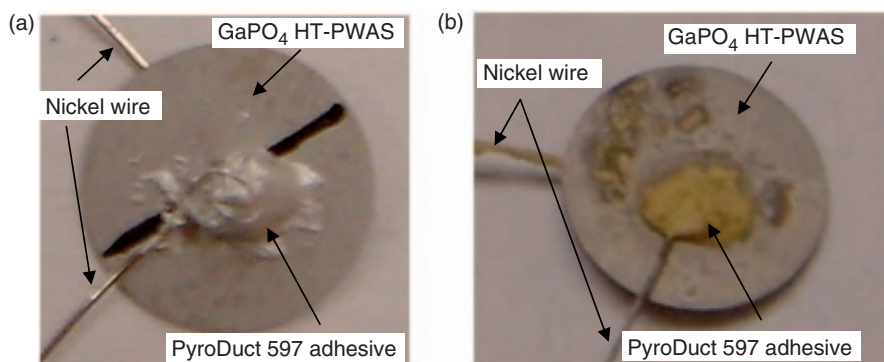 (a)
GaPO4 HT-PWAS
Nickel wire
PyroDuct 597 adhesive
(b)
GaPO4 HT-PWAS
Nickel wire
PyroDuct 597 adhesive